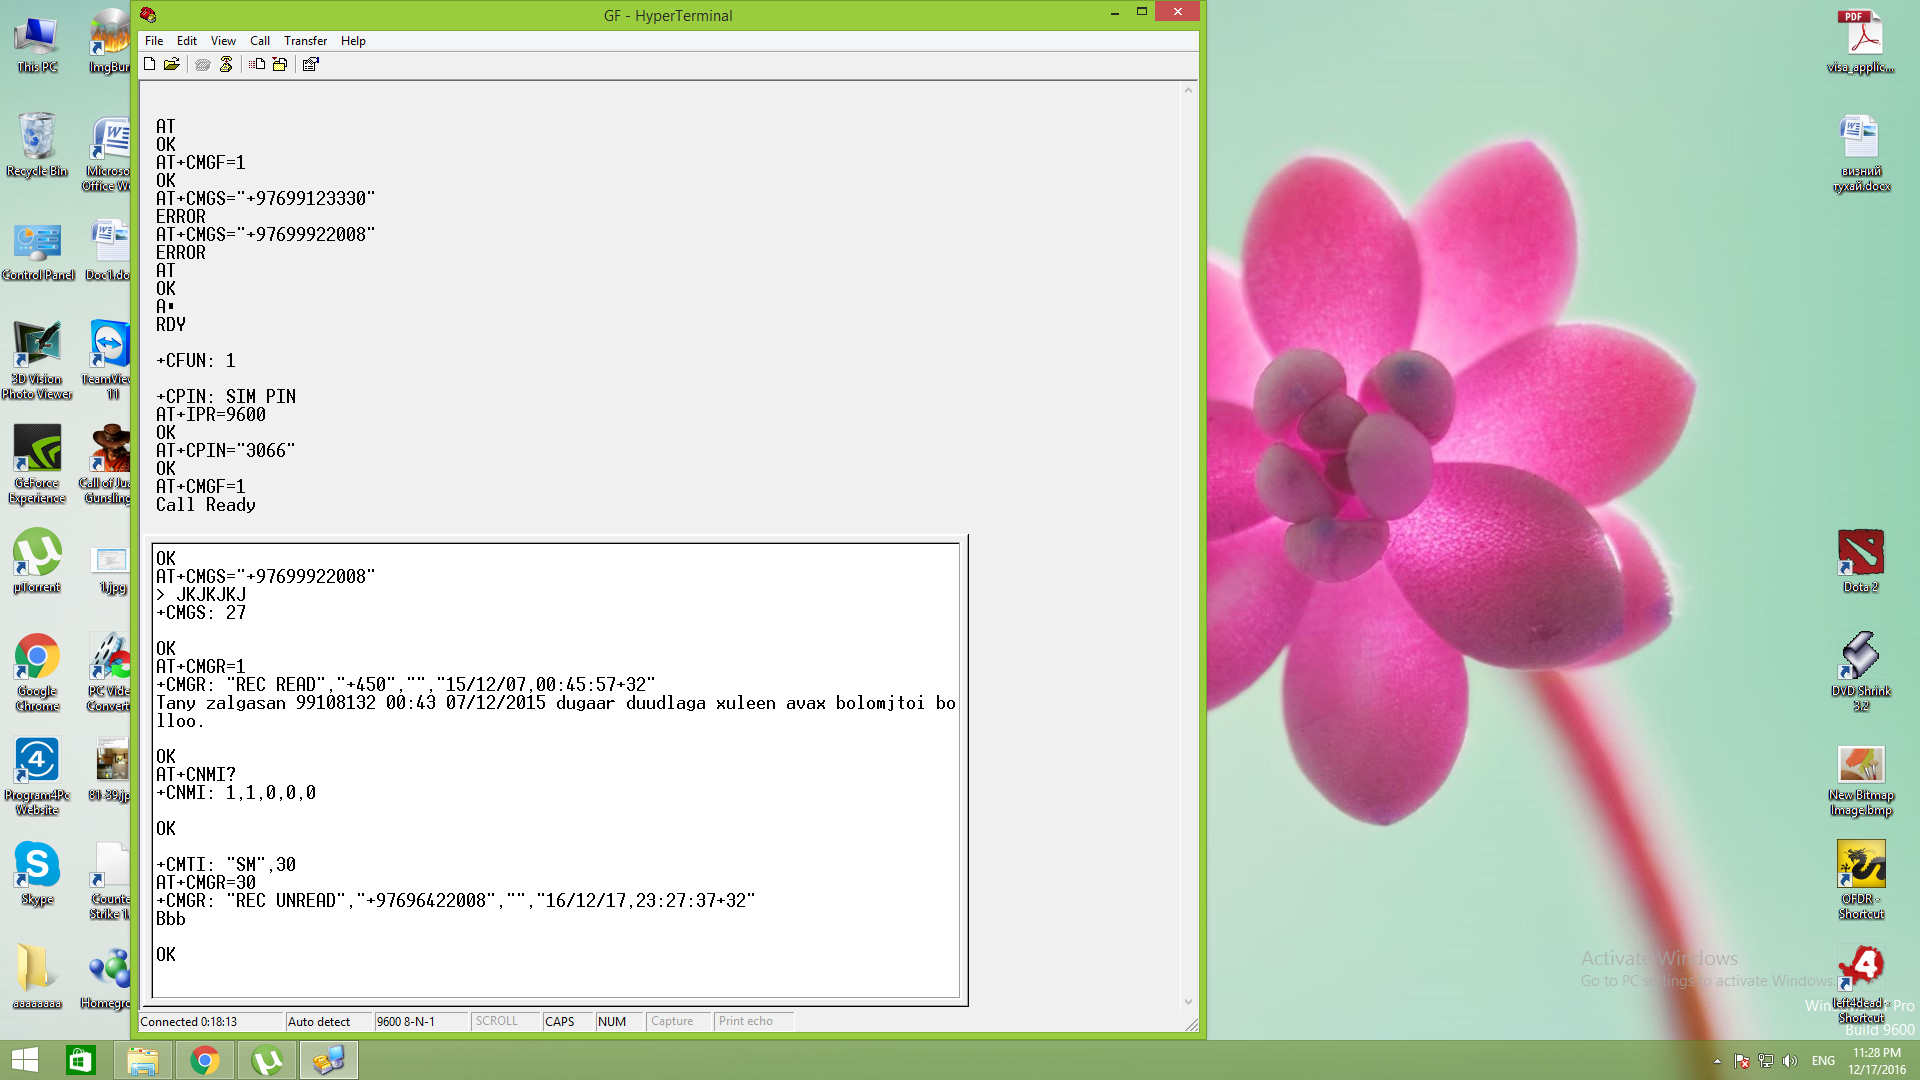 GF - HyperTerminal
File Edit View Call Transfer Help
AT
OK
AT+CMGF=1
OK
AT+CMGS="+97699123330"
ERROR
AT+CMGS="+97699922008"
ERROR
AT
OK
A
RDY
+CFUN: 1
+CPIN: SIM PIN
AT+IPR=9600
OK
AT+CPIN="3066"
OK
AT+CMGF=1
Call Ready
OK
AT+CMGS="+97699922008"
> JKJKJKJ
+CMGS: 27
OK
AT+CMGR=1
+CMGR: "REC READ","+450","","15/12/07,00:45:57+32"
Tany zalgasan 99108132 00:43 07/12/2015 dugaar duudlaga xuleen avax bolomjtoi bo
lloo.
OK
AT+CNMI?
+CNMI: 1,1,0,0,0
OK
+CMTI: "SM",30
AT+CMGR=30
+CMGR: "REC UNREAD","+97696422008","","16/12/17,23:27:37+32"
Bbb
OK
Connected 0:18:13 Auto detect 9600 8-N-1 SCROLL CAPS NUM Capture Print echo
This PC
ImgBur
Recycle Bin
Microso
Office W
Control Panel
Doc1.do
3D Vision
Photo Viewer
TeamView
11
GeForce
Experience
Call of Jua
Gunsling
µTorrent
1.jpg
Google
Chrome
PC Vide
Convert
Program4Pc
Website
81-39.jp
Skype
Counte
Strike 1.
aaaaaaaa
Homegr
PDF
visa_applic...
визний
тухай.docx
Dota 2
DVD Shrink
3.2
New Bitmap
Image.bmp
OFDR -
Shortcut
left4dead -
Shortcut
Activate Windows
Go to PC settings to activate Windows.
Pro
Build 9600
ENG
11:28 PM
12/17/2016